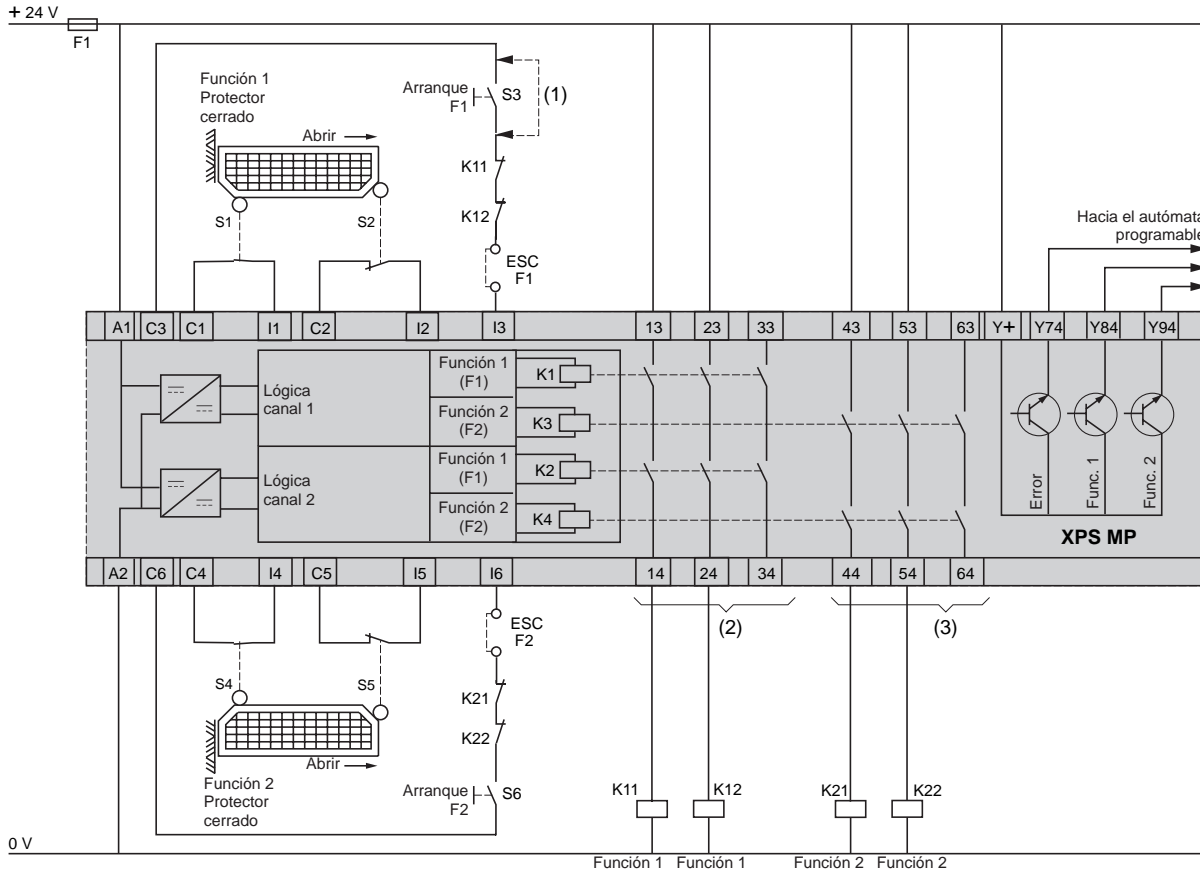 + 24 V
F1
Función 1
Protector
cerrado
Abrir
S1
S2
Arranque
F1
S3
(1)
K11
K12
ESC
F1
Hacia el autómata
programable
A1 C3 C1 I1 C2 I2 I3 13 23 33 43 53 63 Y+ Y74 Y84 Y94
Lógica
canal 1
Función 1
(F1)
K1
Función 2
(F2)
K3
Lógica
canal 2
Función 1
(F1)
K2
Función 2
(F2)
K4
Error
Func. 1
Func. 2
XPS MP
A2 C6 C4 I4 C5 I5 I6 14 24 34 44 54 64
(2)
(3)
ESC
F2
S4
S5
K21
K22
Abrir
Función 2
Protector
cerrado
Arranque
F2
S6
K11
K12
K21
K22
0 V
Función 1
Función 1
Función 2
Función 2